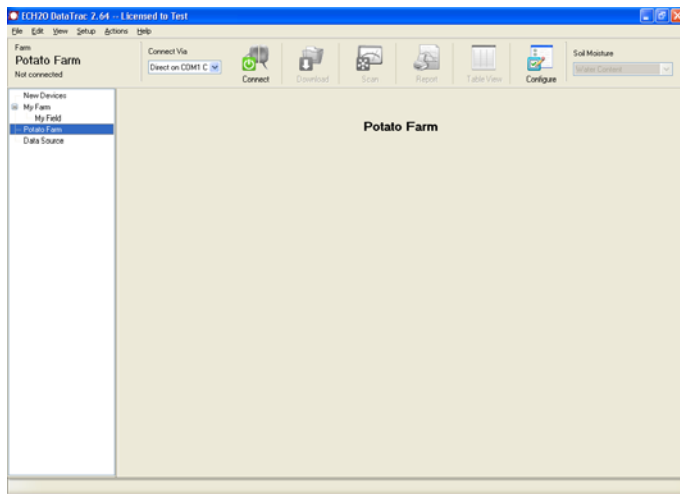 ECH2O DataTrac 2.64 -- Licensed to Test
File Edit View Setup Actions Help
Farm
Potato Farm
Not connected
Connect Via
Direct on COM1 C
Connect
Download
Scan
Report
Table View
Configure
Soil Moisture
Water Content
New Devices
My Farm
My Field
Potato Farm
Data Source
Potato Farm